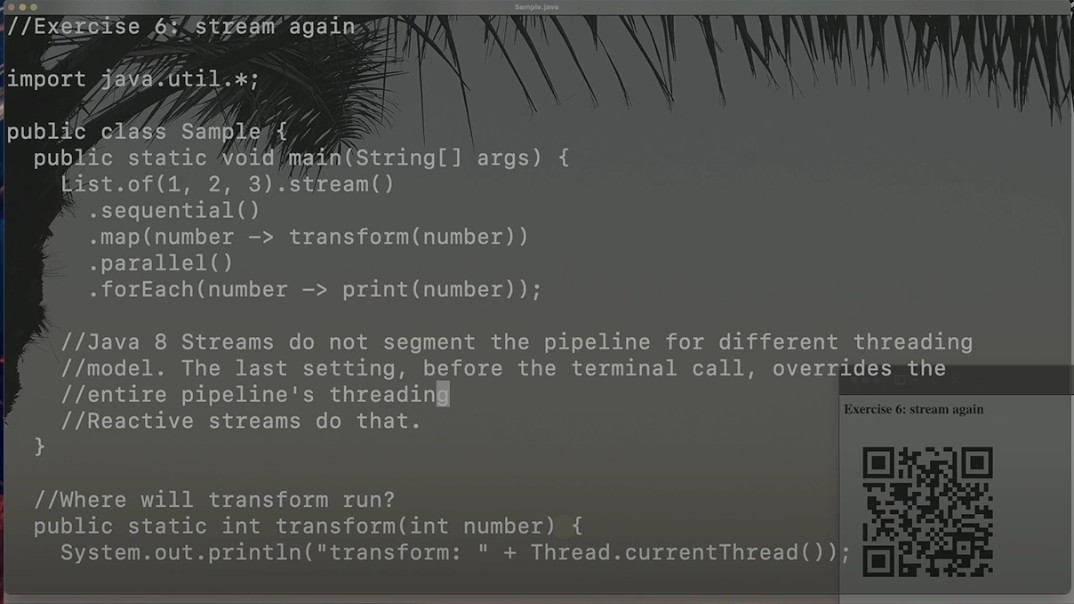 Sample.java
//Exercise 6: stream again
import java.util.*;
public class Sample {
public static void main(String[] args) {
List.of(1, 2, 3).stream()
.sequential()
.map(number -> transform(number))
.parallel()
.forEach(number -> print(number));
//Java 8 Streams do not segment the pipeline for different threading
//model. The last setting, before the terminal call, overrides the
//entire pipeline's threading
//Reactive streams do that.
}
//Where will transform run?
public static int transform(int number) {
System.out.println("transform: " + Thread.currentThread());
Exercise 6: stream again